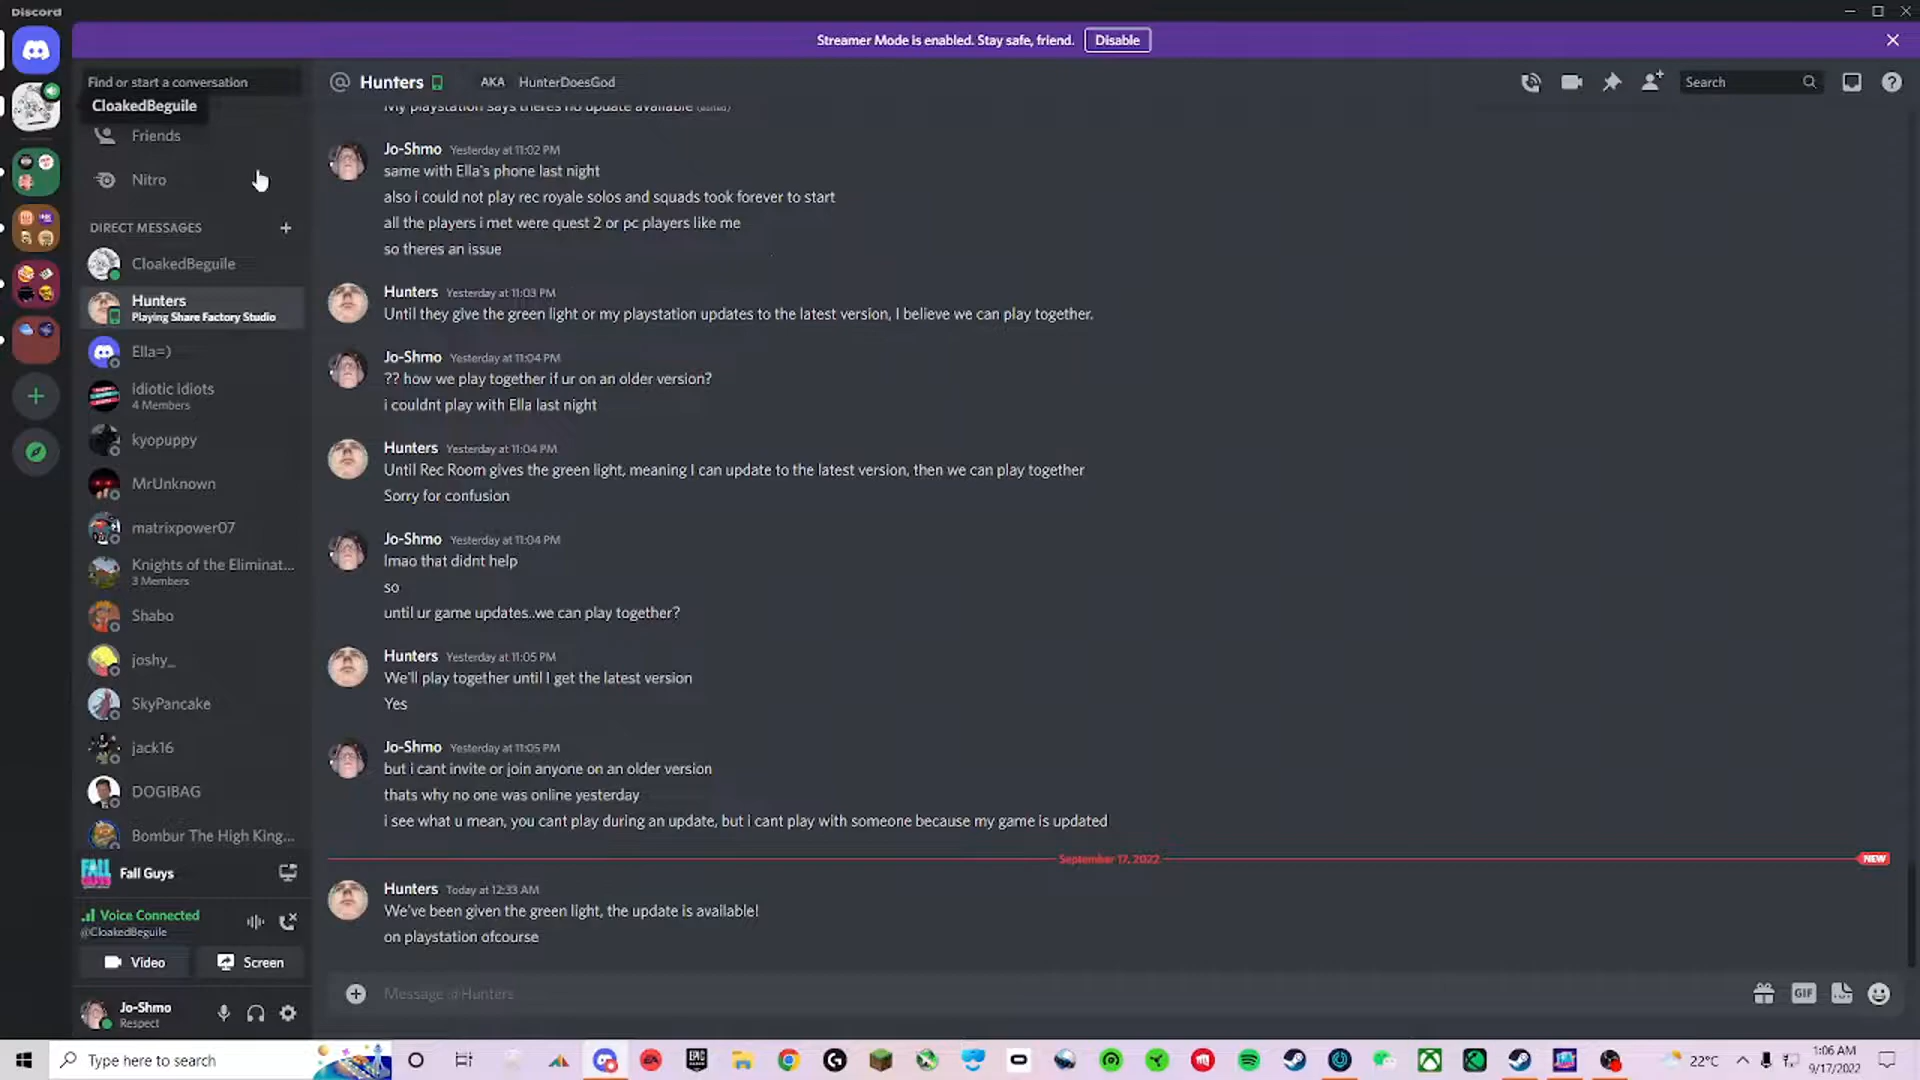 Discord
Streamer Mode is enabled. Stay safe, friend. Disable
Find or start a conversation
CloakedBeguile
Friends
Nitro
DIRECT MESSAGES
CloakedBeguile
Hunters
Playing Share Factory Studio
Ella=)
Idiotic Idiots
4 Members
kyopuppy
MrUnknown
matrixpower07
Knights of the Eliminat...
3 Members
Shabo
joshy_
SkyPancake
jack16
DOGIBAG
Bombur The High King...
FALL GUYS
Fall Guys
Voice Connected
@CloakedBeguile
Video
Screen
Jo-Shmo
Respect
@ Hunters AKA HunterDoesGod
Search
My playstation says theres no update available (edited)
Jo-Shmo Yesterday at 11:02 PM
same with Ella's phone last night
also i could not play rec royale solos and squads took forever to start
all the players i met were quest 2 or pc players like me
so theres an issue
Hunters Yesterday at 11:03 PM
Until they give the green light or my playstation updates to the latest version, I believe we can play together.
Jo-Shmo Yesterday at 11:04 PM
?? how we play together if ur on an older version?
i couldnt play with Ella last night
Hunters Yesterday at 11:04 PM
Until Rec Room gives the green light, meaning I can update to the latest version, then we can play together
Sorry for confusion
Jo-Shmo Yesterday at 11:04 PM
lmao that didnt help
so
until ur game updates..we can play together?
Hunters Yesterday at 11:05 PM
We'll play together until I get the latest version
Yes
Jo-Shmo Yesterday at 11:05 PM
but i cant invite or join anyone on an older version
thats why no one was online yesterday
i see what u mean, you cant play during an update, but i cant play with someone because my game is updated
September 17, 2022 NEW
Hunters Today at 12:33 AM
We've been given the green light, the update is available!
on playstation ofcourse
Message @Hunters
GIF
Type here to search
EPIC
22°C
1:06 AM
9/17/2022